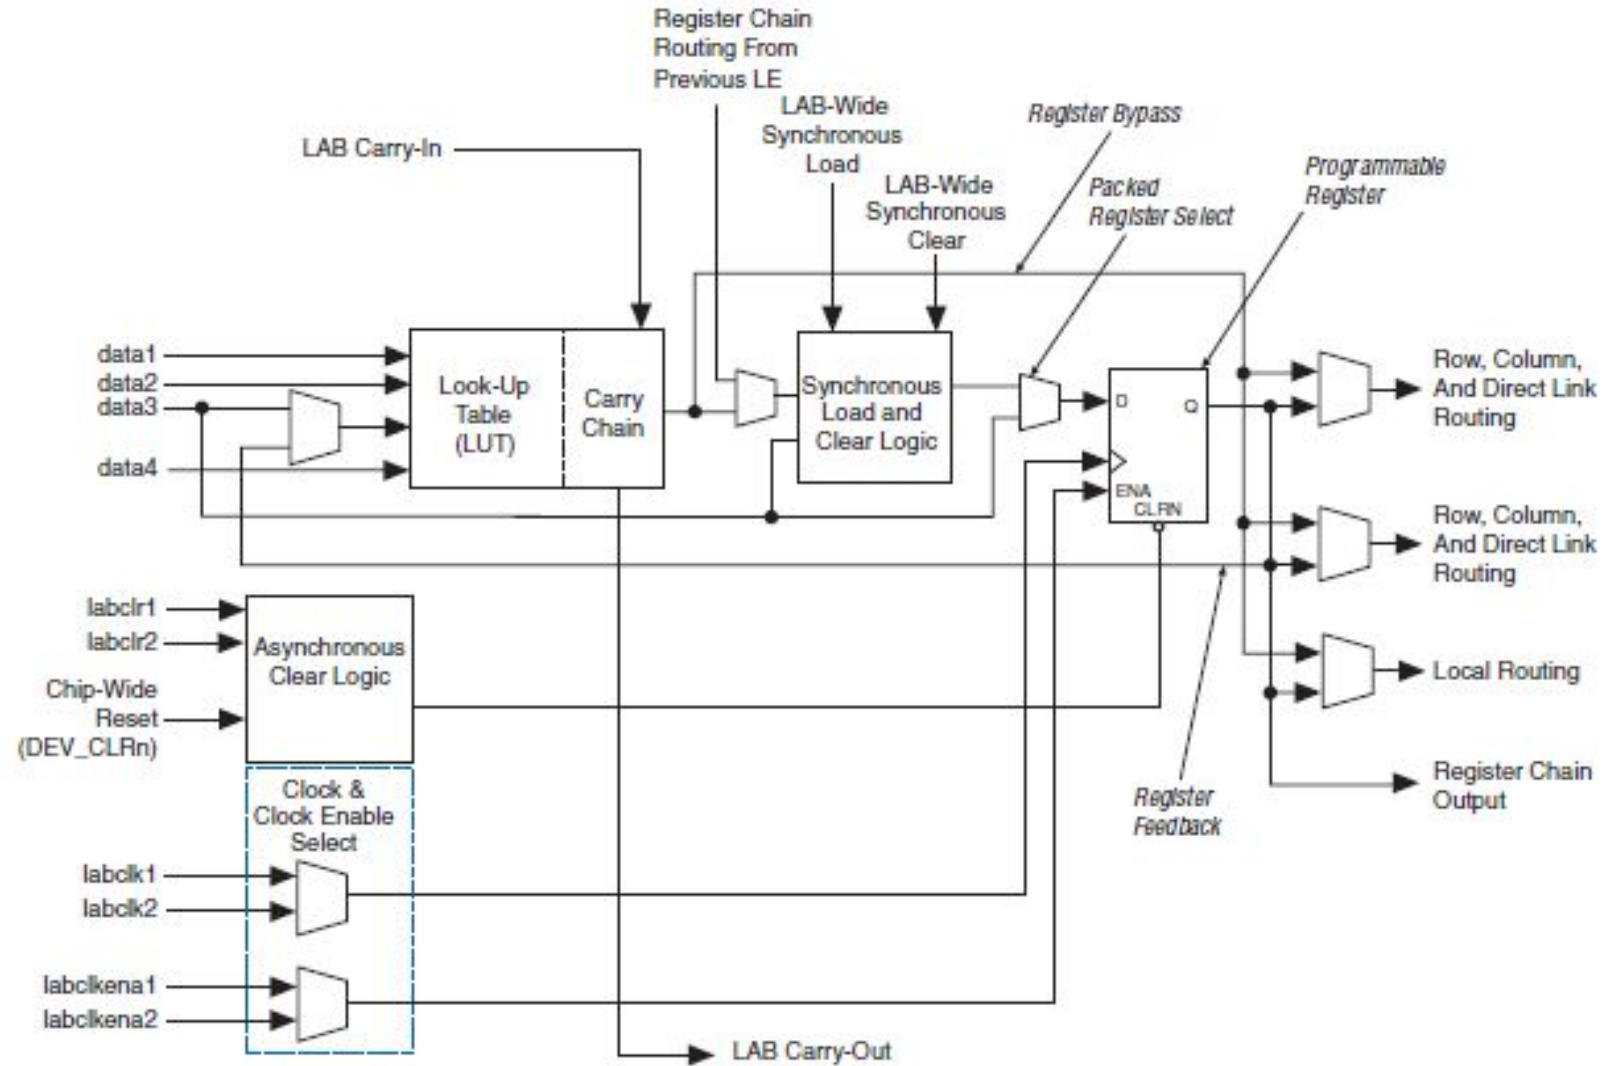 Register Chain
Routing From
Previous LE
LAB-Wide
Synchronous
Load
LAB-Wide
Synchronous
Clear
Register Bypass
Packed
Register Select
Programmable
Register
LAB Carry-In
data1
data2
data3
data4
Look-Up
Table
(LUT)
Carry
Chain
Synchronous
Load and
Clear Logic
D
Q
ENA
CLRN
Row, Column,
And Direct Link
Routing
Row, Column,
And Direct Link
Routing
Local Routing
Register Chain
Output
Register
Feedback
labclr1
labclr2
Chip-Wide
Reset
(DEV_CLRn)
Asynchronous
Clear Logic
Clock &
Clock Enable
Select
labclk1
labclk2
labclkena1
labclkena2
LAB Carry-Out